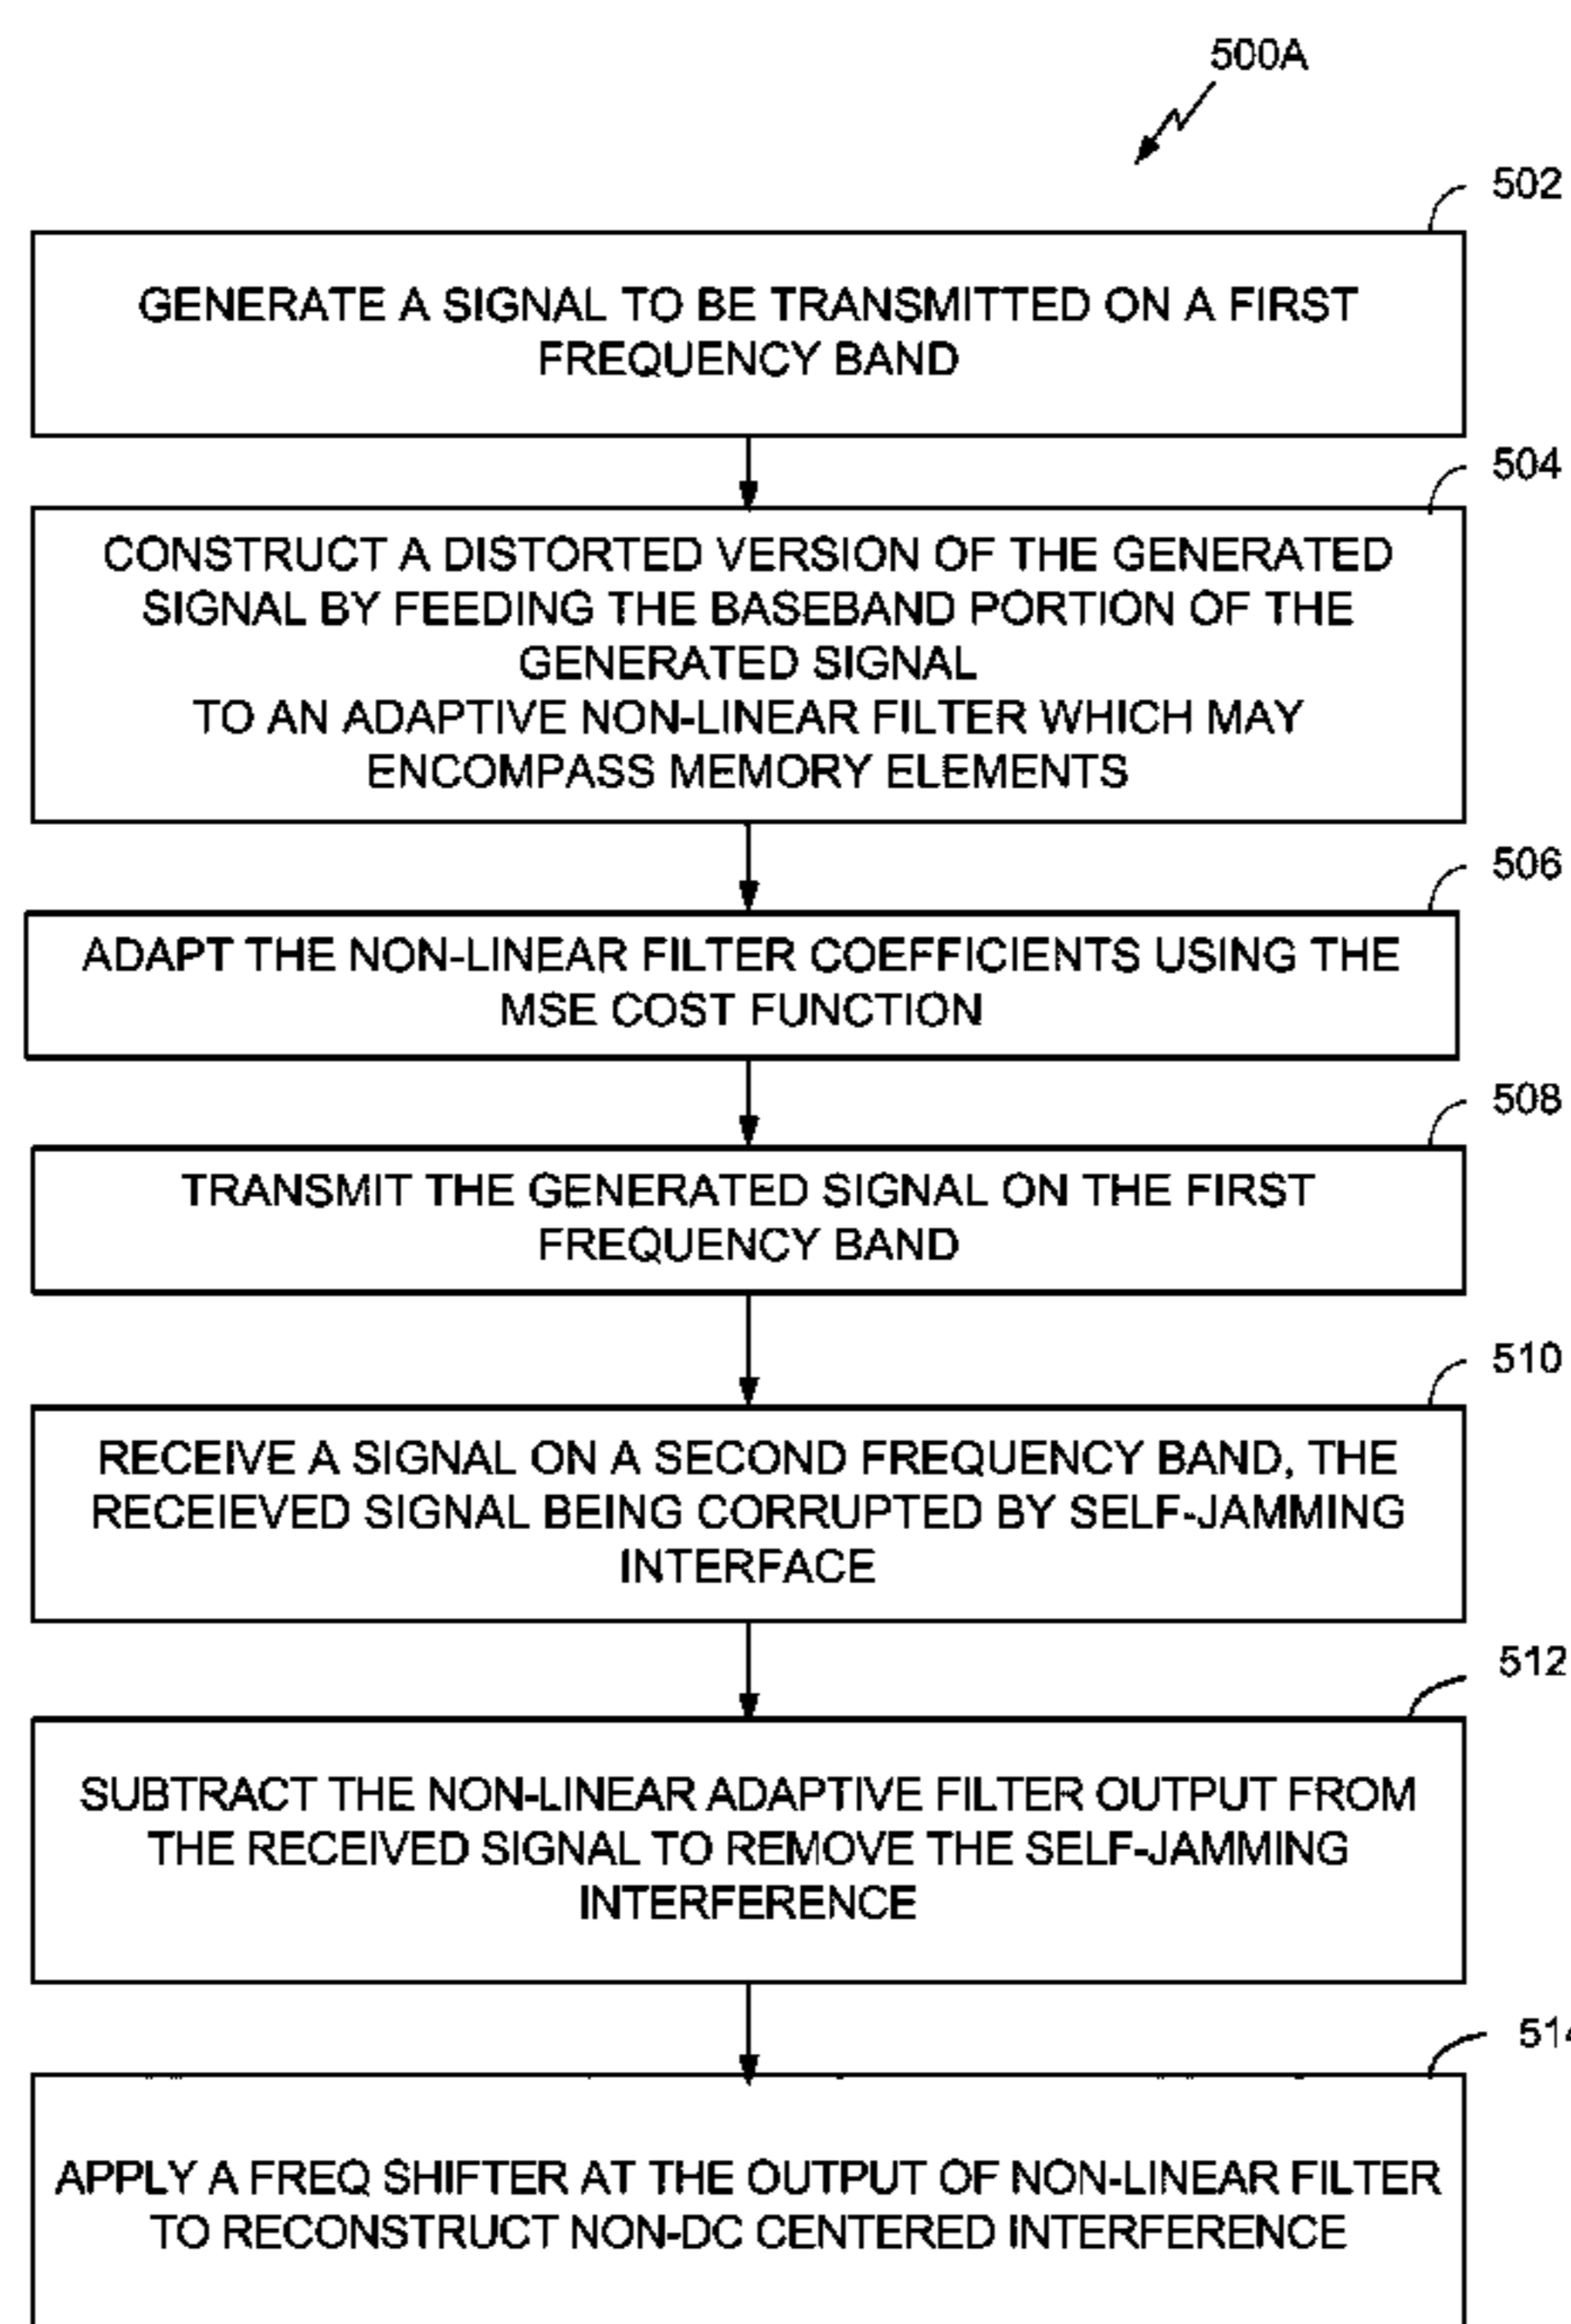 500A
502
GENERATE A SIGNAL TO BE TRANSMITTED ON A FIRST
FREQUENCY BAND
504
CONSTRUCT A DISTORTED VERSION OF THE GENERATED
SIGNAL BY FEEDING THE BASEBAND PORTION OF THE
GENERATED SIGNAL
TO AN ADAPTIVE NON-LINEAR FILTER WHICH MAY
ENCOMPASS MEMORY ELEMENTS
506
ADAPT THE NON-LINEAR FILTER COEFFICIENTS USING THE
MSE COST FUNCTION
508
TRANSMIT THE GENERATED SIGNAL ON THE FIRST
FREQUENCY BAND
510
RECEIVE A SIGNAL ON A SECOND FREQUENCY BAND, THE
RECEIEVED SIGNAL BEING CORRUPTED BY SELF-JAMMING
INTERFACE
512
SUBTRACT THE NON-LINEAR ADAPTIVE FILTER OUTPUT FROM
THE RECEIVED SIGNAL TO REMOVE THE SELF-JAMMING
INTERFERENCE
514
APPLY A FREQ SHIFTER AT THE OUTPUT OF NON-LINEAR FILTER
TO RECONSTRUCT NON-DC CENTERED INTERFERENCE